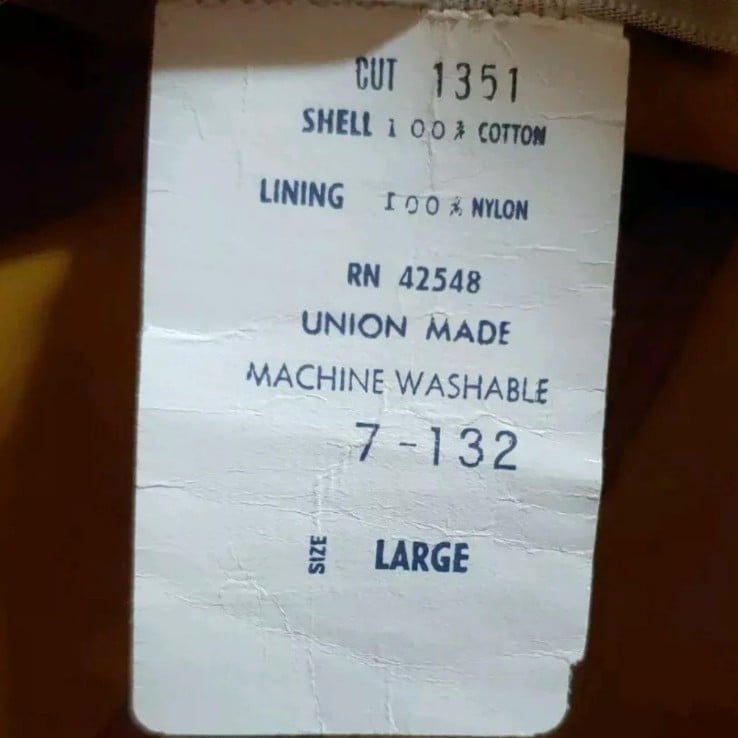 CUT 1351
SHELL 100% COTTON
LINING 100% NYLON
RN 42548
UNION MADE
MACHINE WASHABLE
7-132
SIZE LARGE